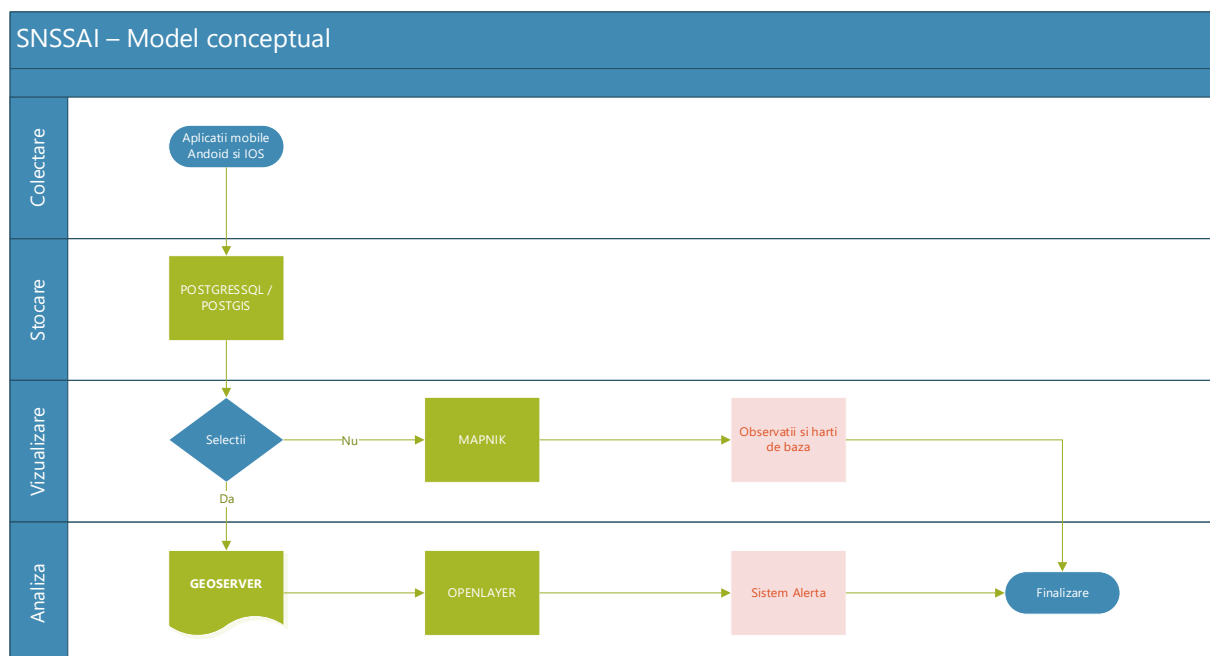 SNSSAI – Model conceptual
Colectare
Aplicatii mobile
Andoid si IOS
Stocare
POSTGRESSQL /
POSTGIS
Vizualizare
Selectii
Nu
MAPNIK
Observatii si harti
de baza
Da
Analiza
GEOSERVER
OPENLAYER
Sistem Alerta
Finalizare